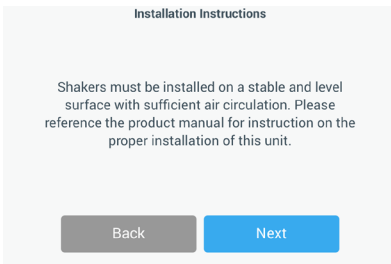 Installation Instructions
Shakers must be installed on a stable and level
surface with sufficient air circulation. Please
reference the product manual for instruction on the
proper installation of this unit.
Back
Next